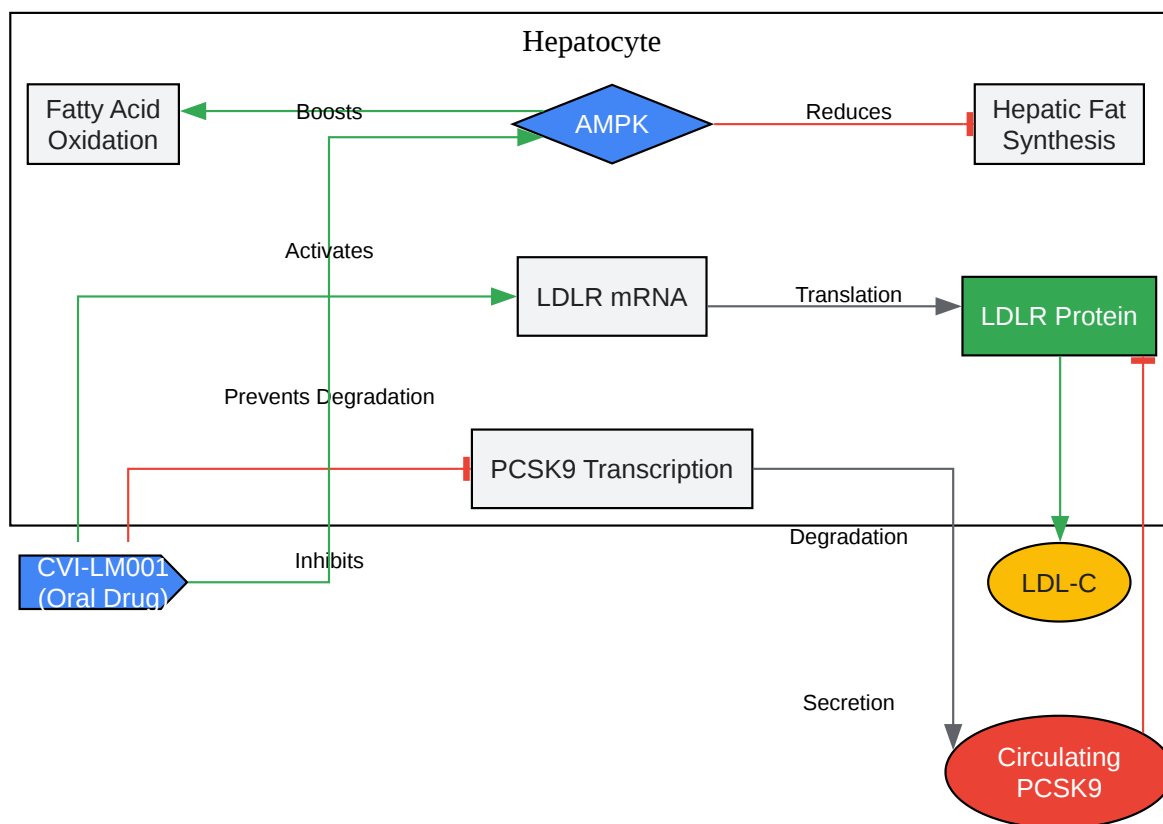 Hepatocyte
Fatty Acid
Oxidation
Boosts
AMPK
Reduces
Hepatic Fat
Synthesis
Activates
LDLR mRNA
Translation
LDLR Protein
Prevents Degradation
PCSK9 Transcription
Degradation
CVI-LM001
(Oral Drug)
Inhibits
LDL-C
Secretion
Circulating
PCSK9